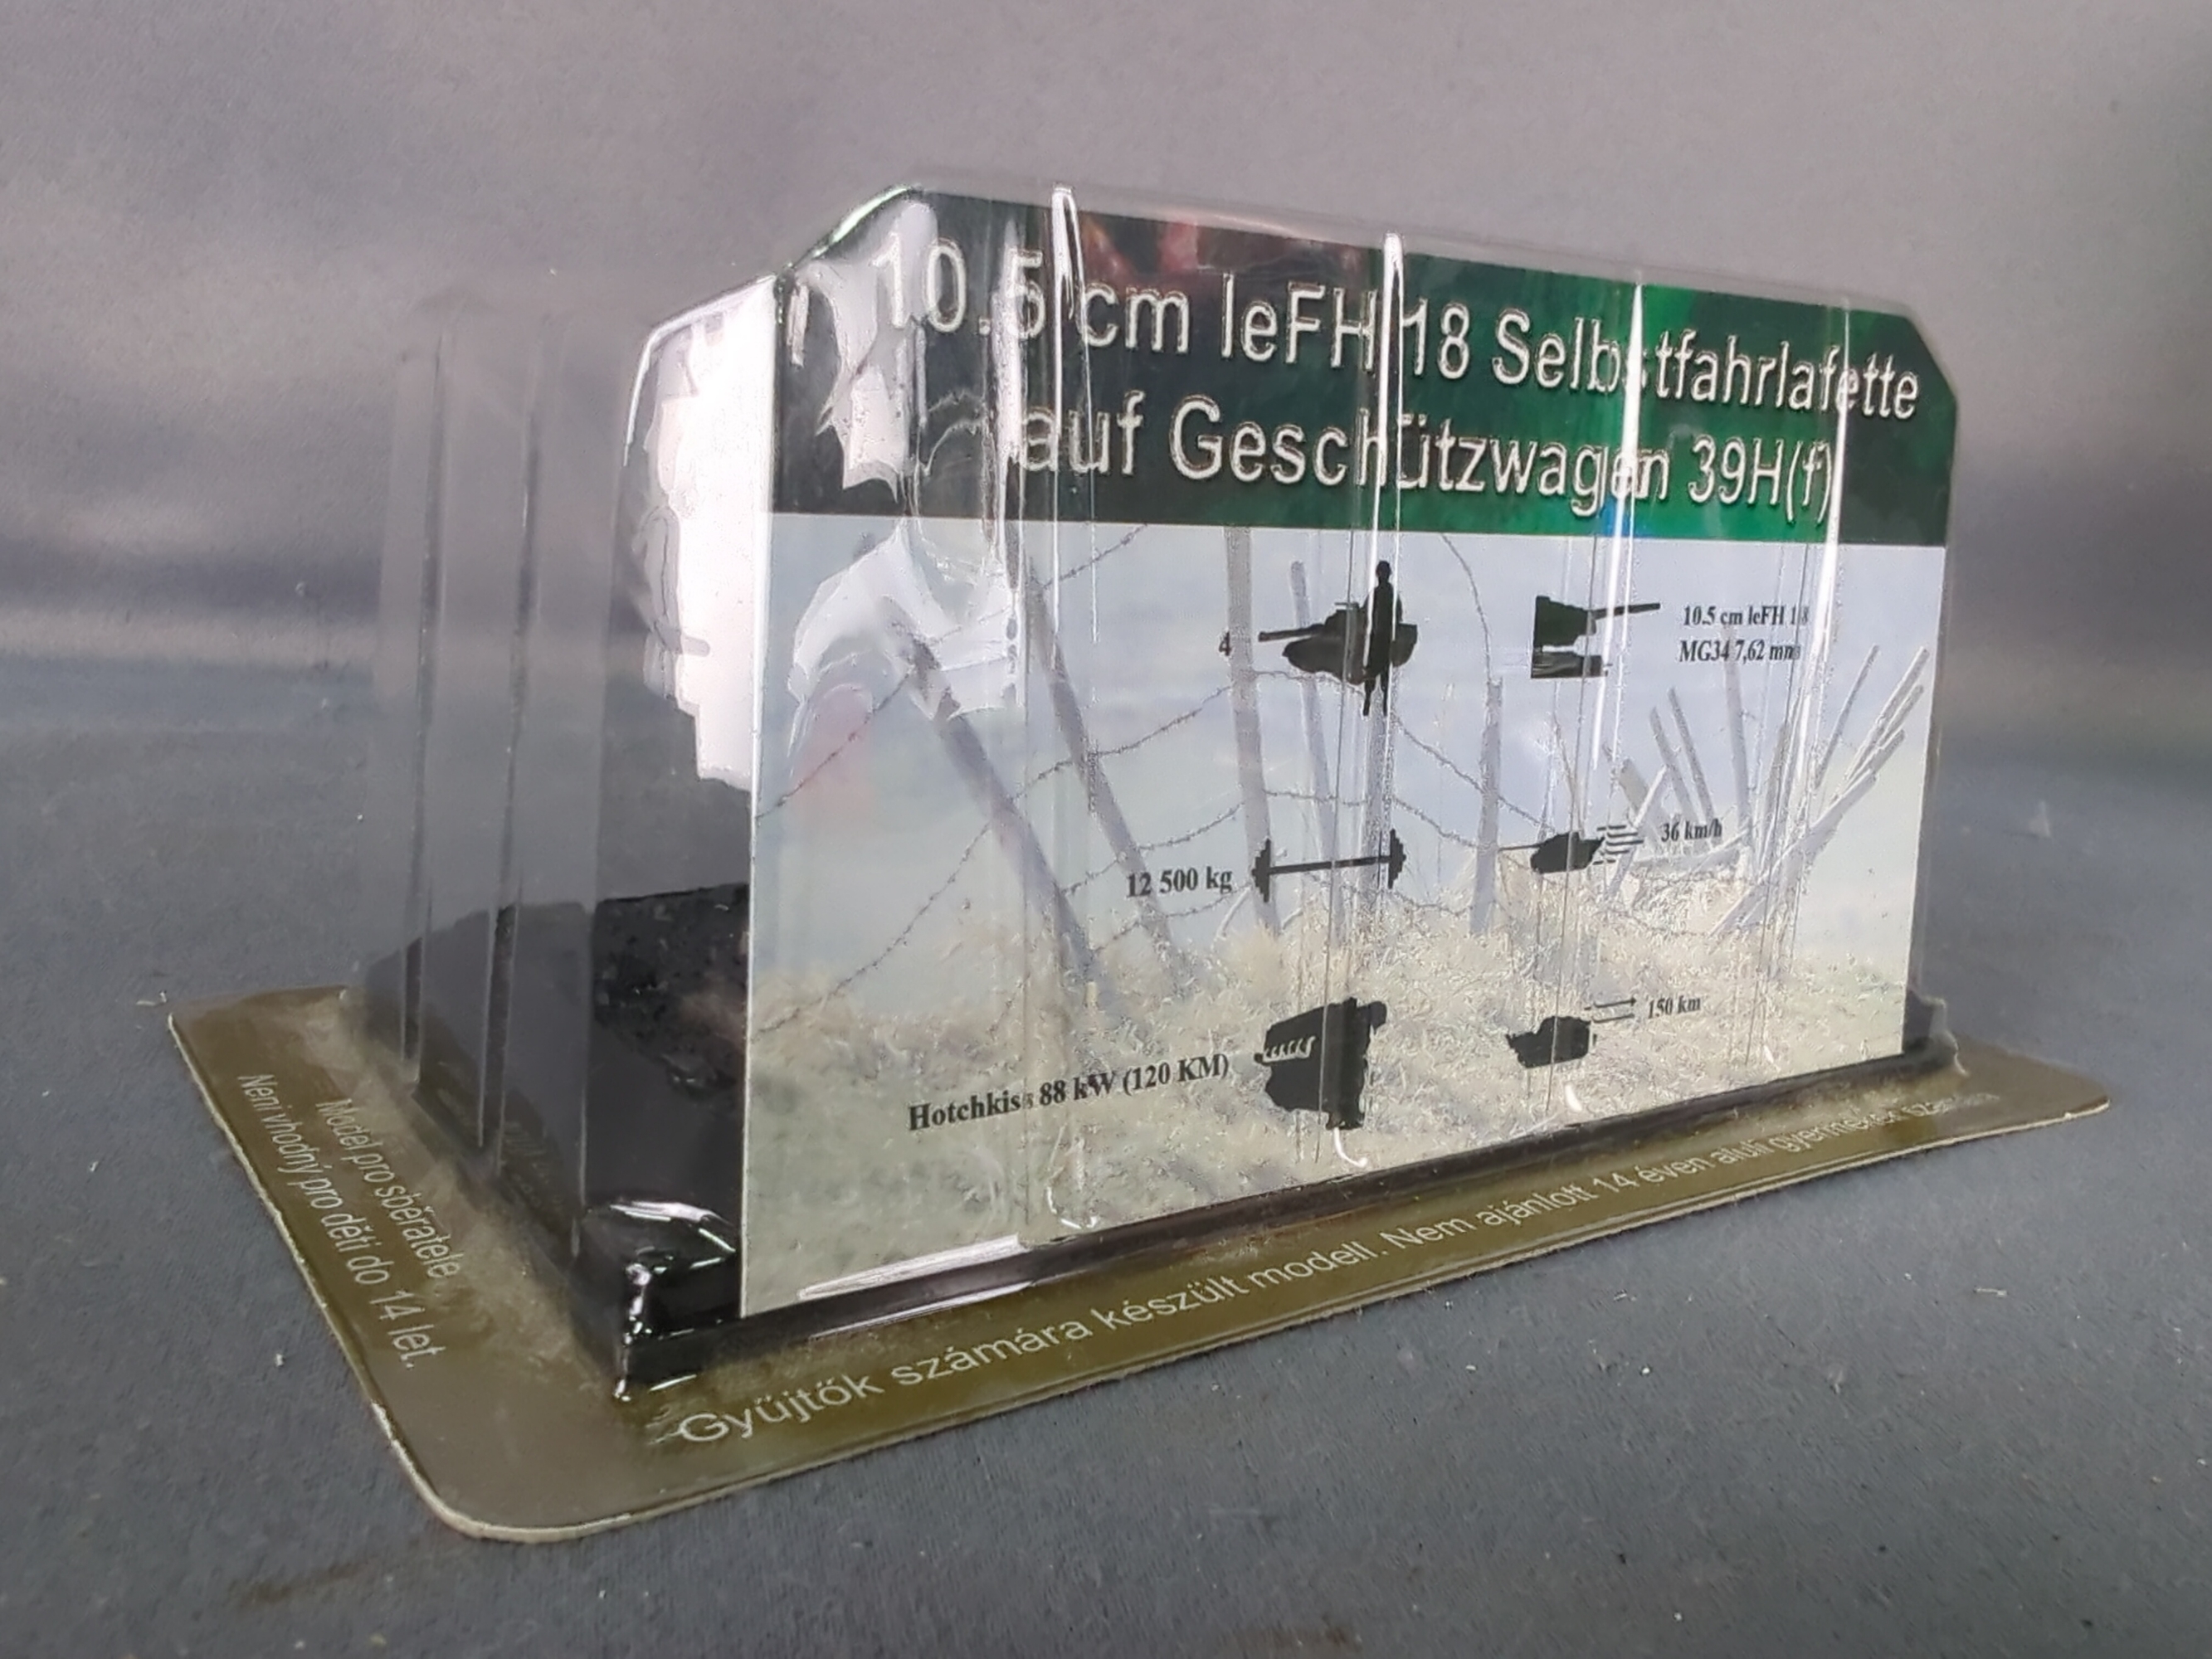 10.5 cm leFH 18 Selbstfahrlafette
auf Geschützwagen 39H(f)
4
10.5 cm leFH 18
MG34 7,62 mm
12 500 kg
36 km/h
Hotchkiss 88 kW (120 KM)
150 km
Model pro sběratele
Není vhodný pro děti do 14 let.
Gyűjtők számára készült modell. Nem ajánlott 14 éven aluli gyermekek számára